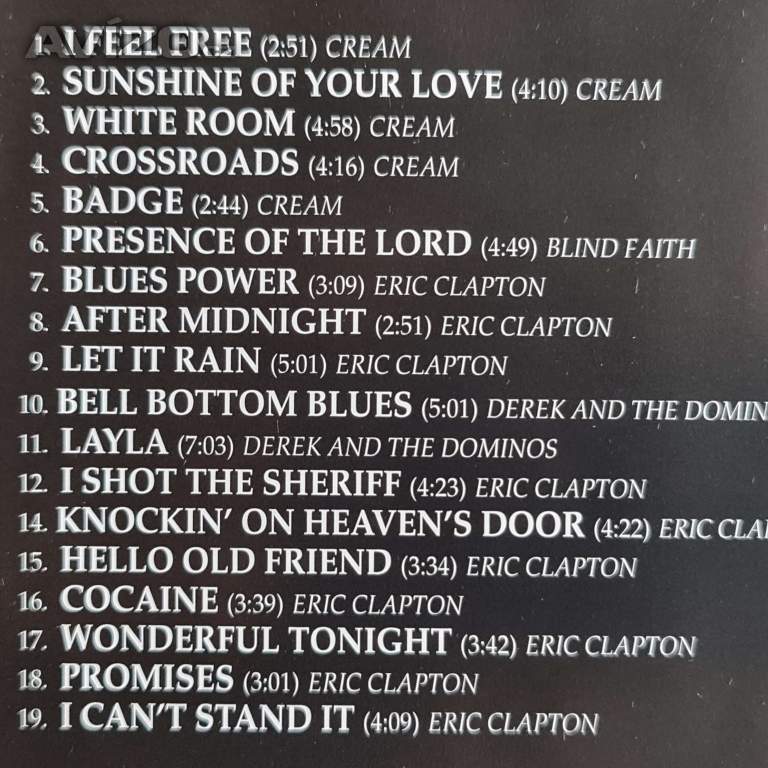 1. I FEEL FREE (2:51) CREAM
2. SUNSHINE OF YOUR LOVE (4:10) CREAM
3. WHITE ROOM (4:58) CREAM
4. CROSSROADS (4:16) CREAM
5. BADGE (2:44) CREAM
6. PRESENCE OF THE LORD (4:49) BLIND FAITH
7. BLUES POWER (3:09) ERIC CLAPTON
8. AFTER MIDNIGHT (2:51) ERIC CLAPTON
9. LET IT RAIN (5:01) ERIC CLAPTON
10. BELL BOTTOM BLUES (5:01) DEREK AND THE DOMIN
11. LAYLA (7:03) DEREK AND THE DOMINOS
12. I SHOT THE SHERIFF (4:23) ERIC CLAPTON
14. KNOCKIN' ON HEAVEN'S DOOR (4:22) ERIC CLA
15. HELLO OLD FRIEND (3:34) ERIC CLAPTON
16. COCAINE (3:39) ERIC CLAPTON
17. WONDERFUL TONIGHT (3:42) ERIC CLAPTON
18. PROMISES (3:01) ERIC CLAPTON
19. I CAN'T STAND IT (4:09) ERIC CLAPTON